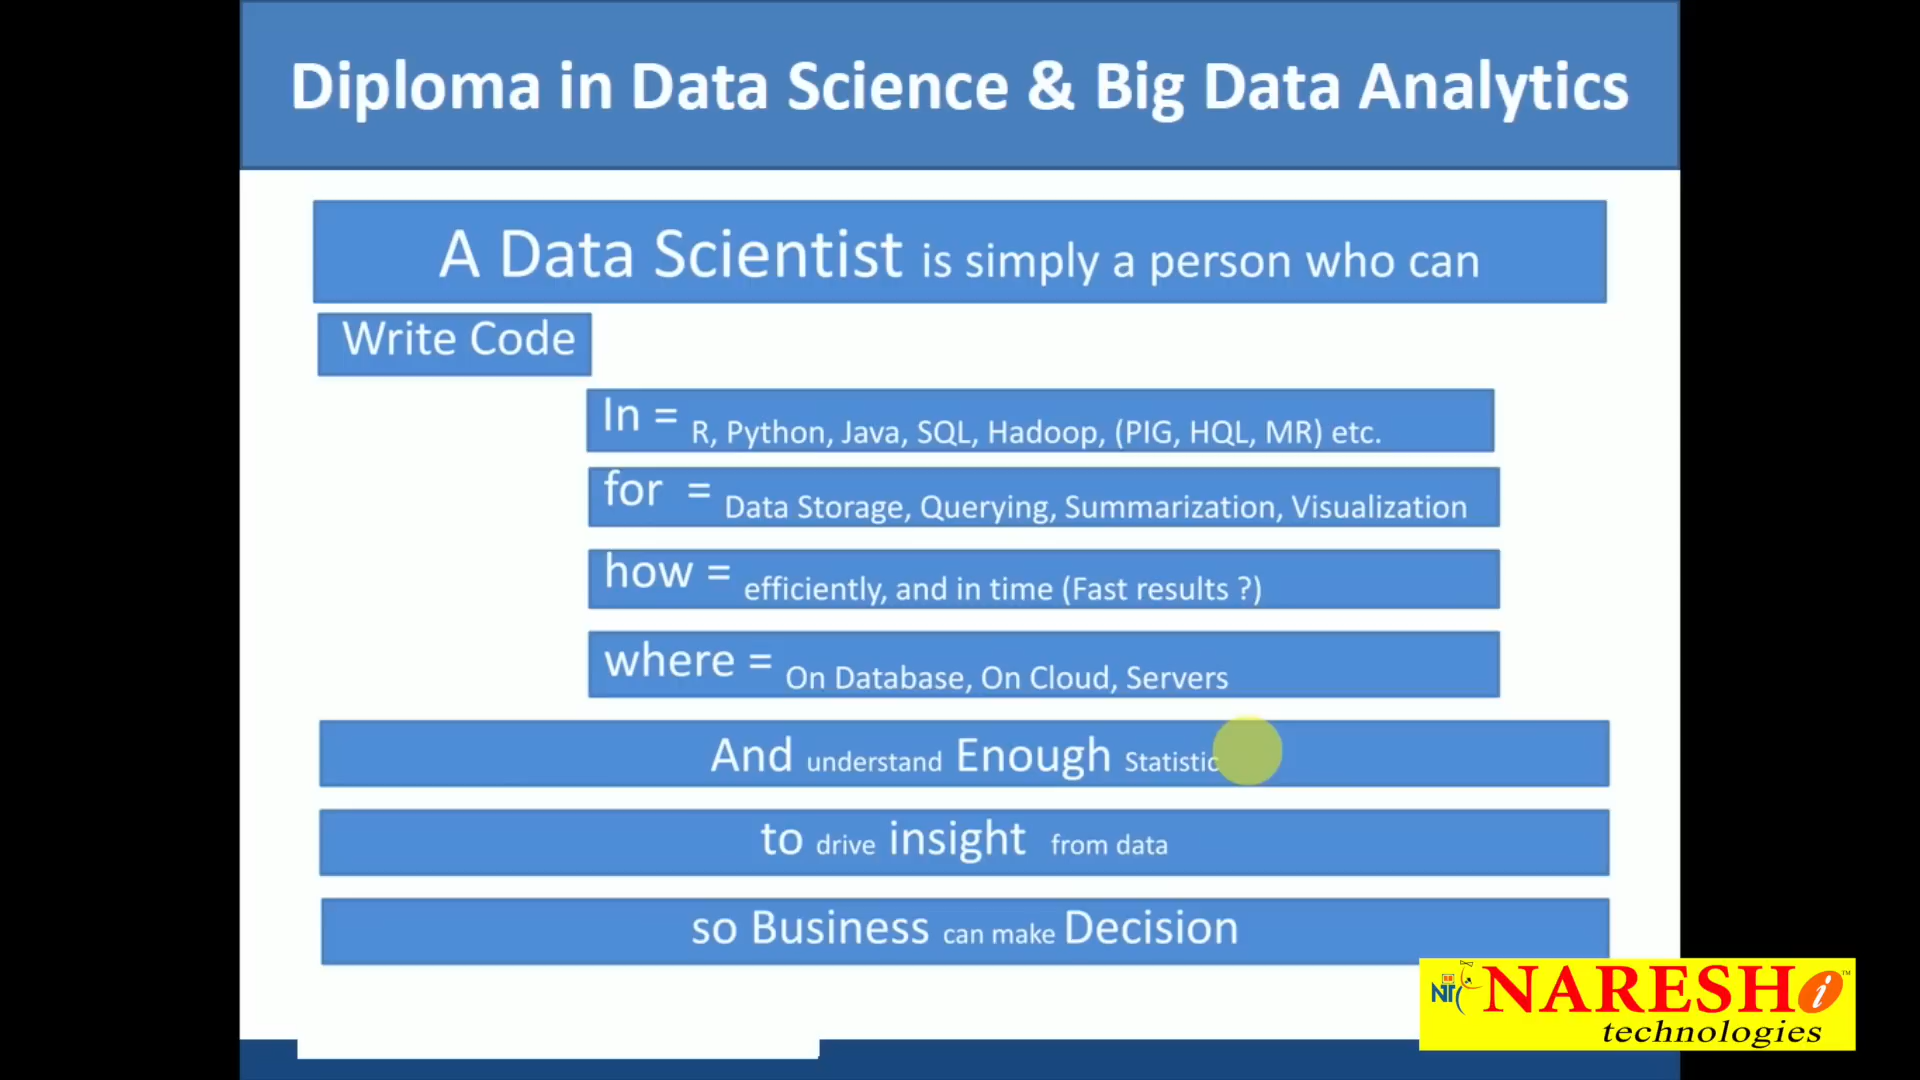 Diploma in Data Science & Big Data Analytics
A Data Scientist is simply a person who can
Write Code
In = R, Python, Java, SQL, Hadoop, (PIG, HQL, MR) etc.
for = Data Storage, Querying, Summarization, Visualization
how = efficiently, and in time (Fast results ?)
where = On Database, On Cloud, Servers
And understand Enough Statistic
to drive insight from data
so Business can make Decision
NT NARESH i ™
technologies